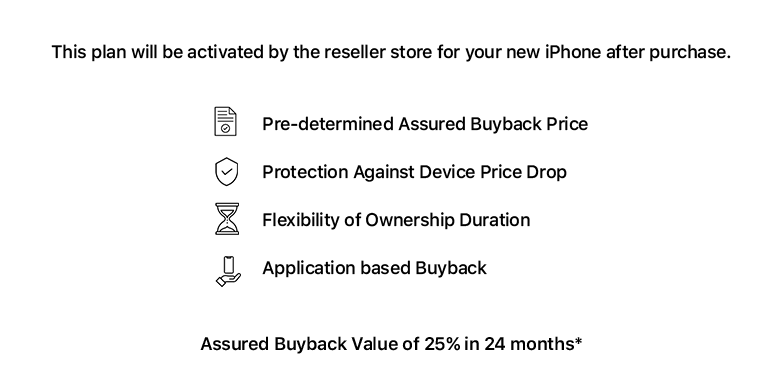 This plan will be activated by the reseller store for your new iPhone after purchase.
Pre-determined Assured Buyback Price
Protection Against Device Price Drop
Flexibility of Ownership Duration
Application based Buyback
Assured Buyback Value of 25% in 24 months*